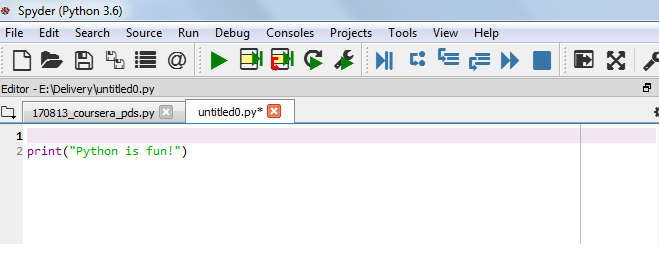 Spyder (Python 3.6)
File Edit Search Source Run Debug Consoles Projects Tools View Help
Editor - E:\Delivery\untitled0.py
170813_coursera_pds.py untitled0.py*
1
2 print("Python is fun!")